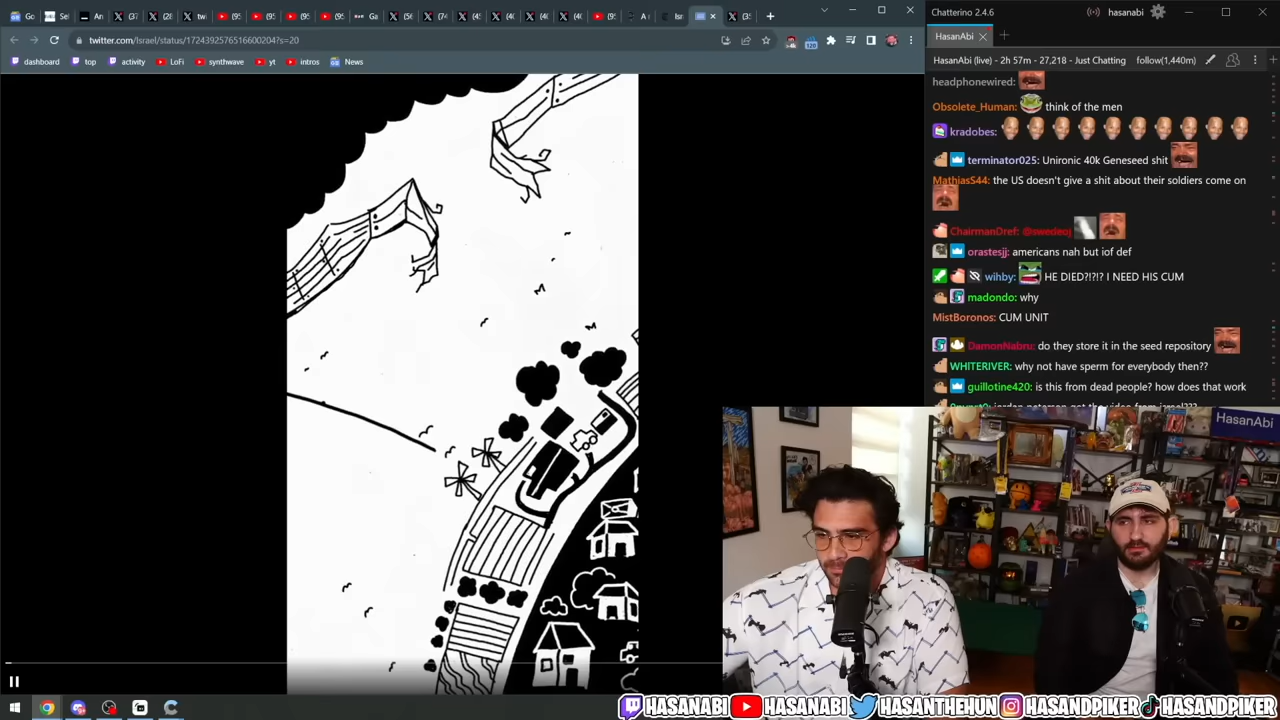 twitter.com/Israel/status/1724392576516600204?s=20
dashboard
top
activity
LoFi
synthwave
yt
intros
News
Chatterino 2.4.6
hasanabi
HasanAbi
HasanAbi (live) - 2h 57m - 27,218 - Just Chatting
follow(1,440m)
headphonewired:
Obsolete_Human: think of the men
kradobes:
terminator025: Unironic 40k Geneseed shit
MathiasS44: the US doesn't give a shit about their soldiers come on
ChairmanDref: @swedeoj
orastesjj: americans nah but iof def
wihby: HE DIED?!?!? I NEED HIS CUM
madondo: why
MistBoronos: CUM UNIT
DamonNabru: do they store it in the seed repository
WHITERIVER: why not have sperm for everybody then??
guillotine420: is this from dead people? how does that work
HasanAbi
HASANABI
HASANABI
HASANTHEHUN
HASANDPIKER
HASANDPIKER